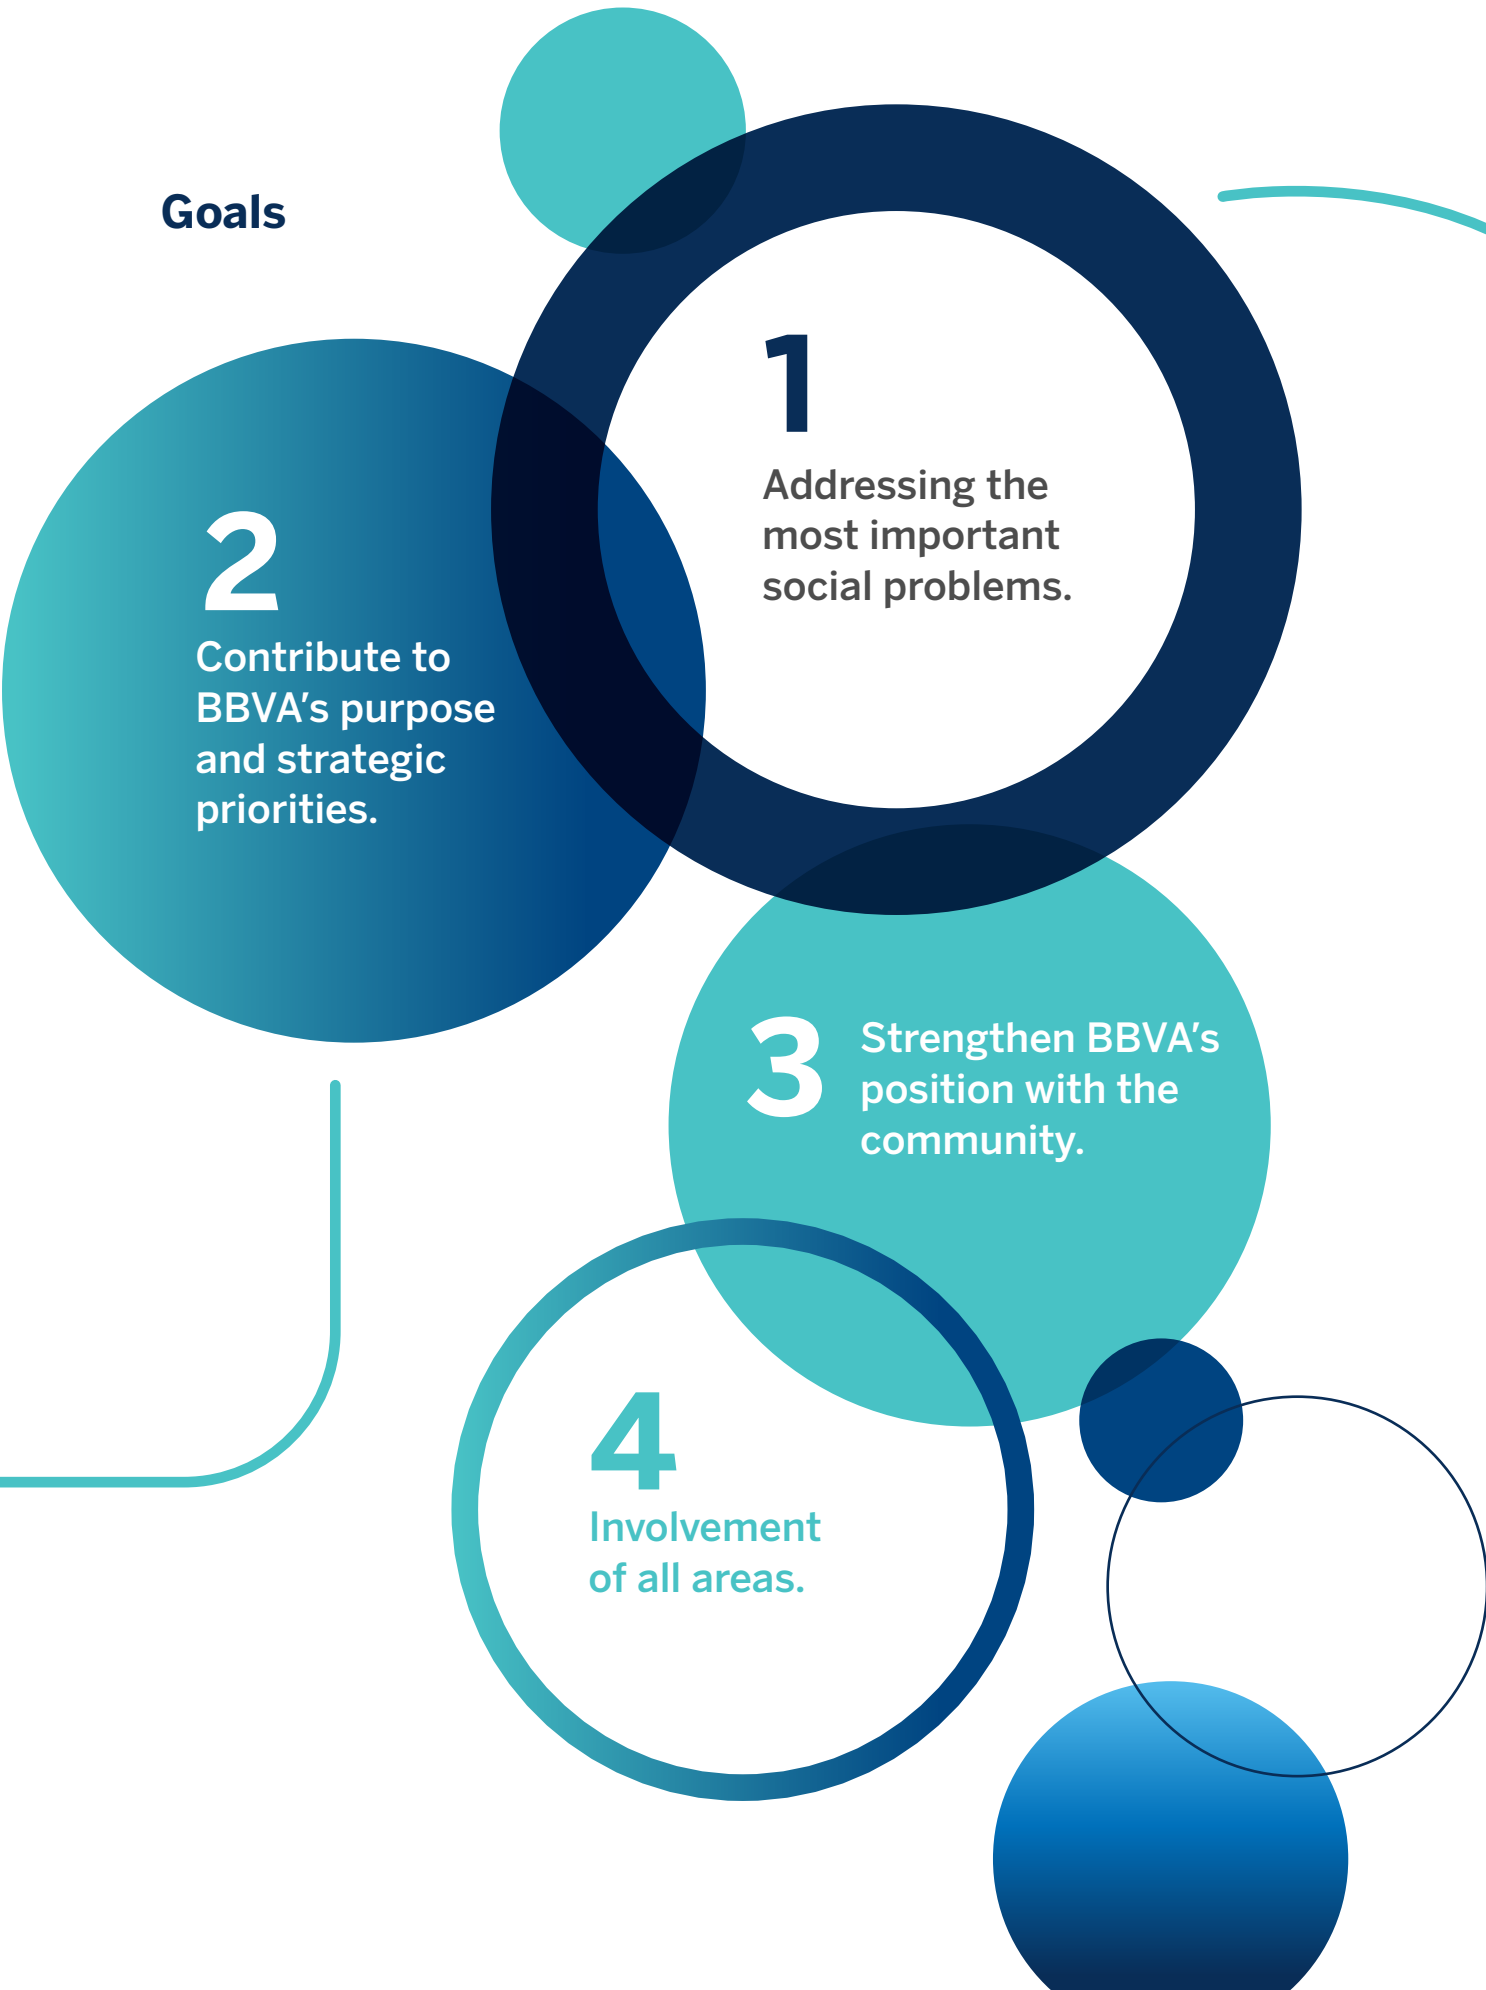 Goals
1
Addressing the
most important
social problems.
2
Contribute to
BBVA's purpose
and strategic
priorities.
3
Strengthen BBVA's
position with the
community.
4
Involvement
of all areas.